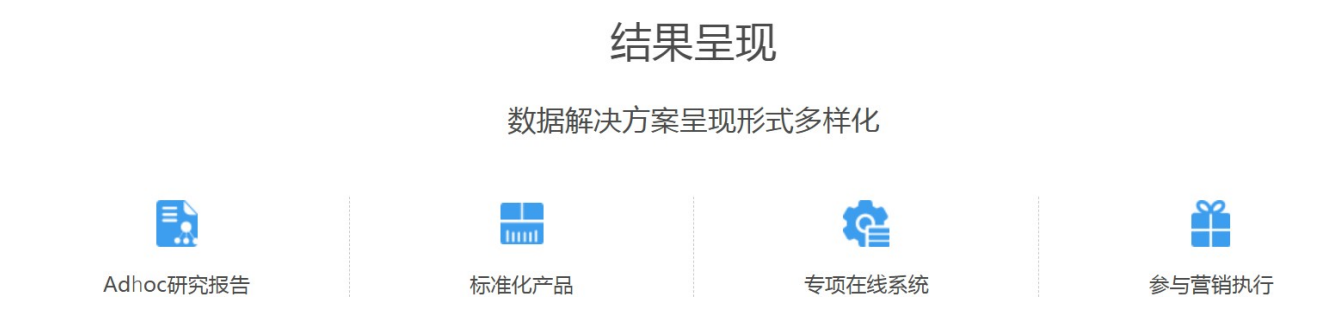 结果呈现
数据解决方案呈现形式多样化
Adhoc研究报告
标准化产品
专项在线系统
参与营销执行